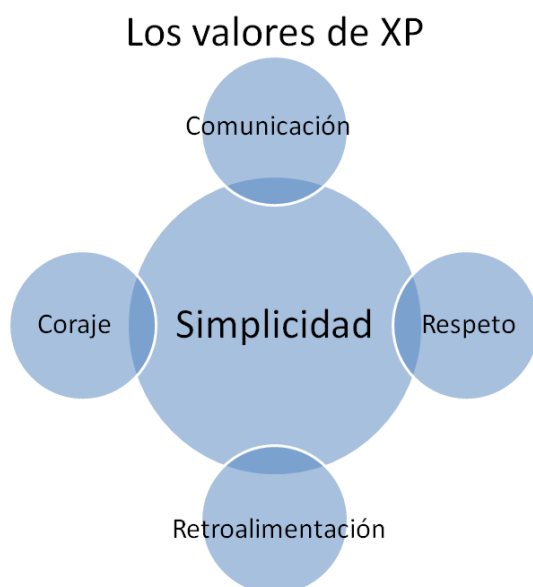 Los valores de XP
Comunicación
Coraje
Simplicidad
Respeto
Retroalimentación